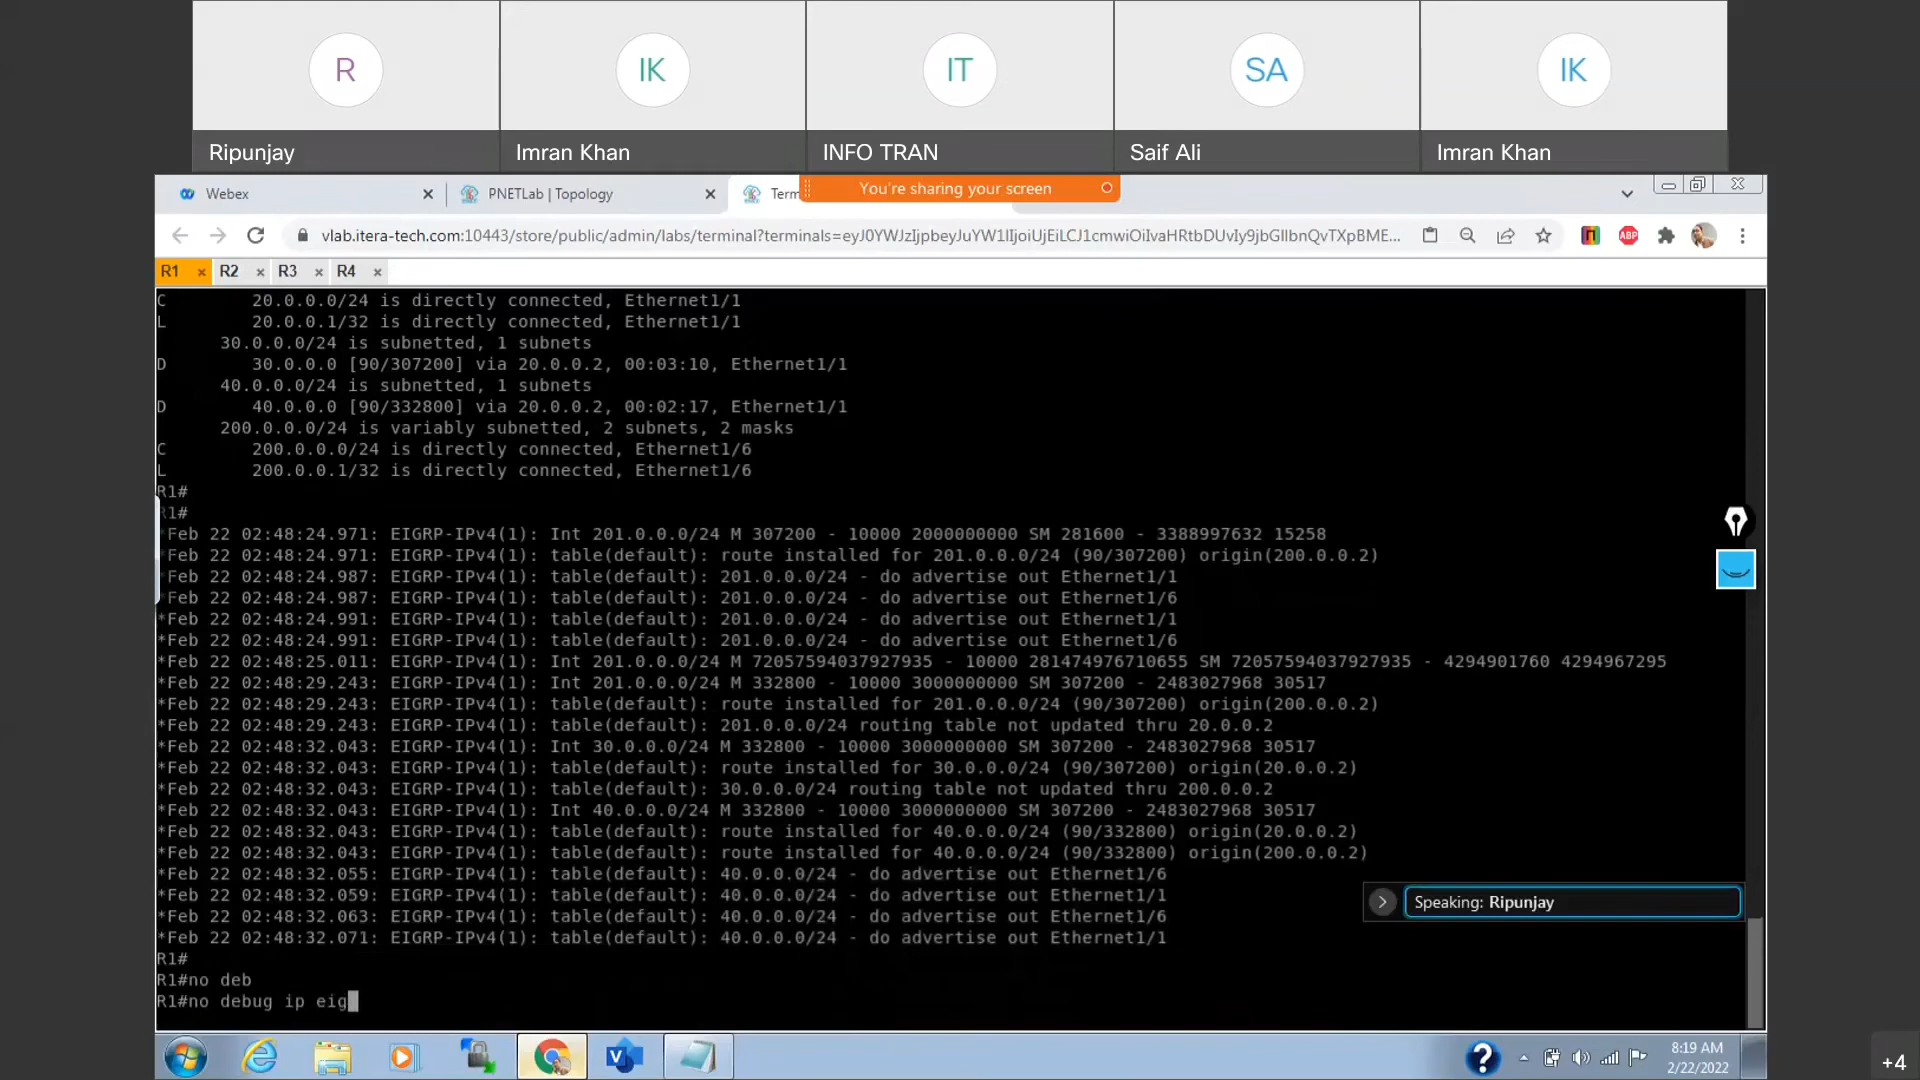 R
IK
IT
SA
IK
Ripunjay
Imran Khan
INFO TRAN
Saif Ali
Imran Khan
Webex
PNETLab | Topology
Term
You're sharing your screen
vlab.itera-tech.com:10443/store/public/admin/labs/terminal?terminals=eyJ0YWJzIjpbeyJuYW1lIjoiUjEiLCJ1cmwiOiIvaHRtbDUvIy9jbGllbnQvTXpBME...
ABP
R1 x R2 x R3 x R4 x
C 20.0.0.0/24 is directly connected, Ethernet1/1
L 20.0.0.1/32 is directly connected, Ethernet1/1
30.0.0.0/24 is subnetted, 1 subnets
D 30.0.0.0 [90/307200] via 20.0.0.2, 00:03:10, Ethernet1/1
40.0.0.0/24 is subnetted, 1 subnets
D 40.0.0.0 [90/332800] via 20.0.0.2, 00:02:17, Ethernet1/1
200.0.0.0/24 is variably subnetted, 2 subnets, 2 masks
C 200.0.0.0/24 is directly connected, Ethernet1/6
L 200.0.0.1/32 is directly connected, Ethernet1/6
R1#
R1#
*Feb 22 02:48:24.971: EIGRP-IPv4(1): Int 201.0.0.0/24 M 307200 - 10000 2000000000 SM 281600 - 3388997632 15258
*Feb 22 02:48:24.971: EIGRP-IPv4(1): table(default): route installed for 201.0.0.0/24 (90/307200) origin(200.0.0.2)
*Feb 22 02:48:24.987: EIGRP-IPv4(1): table(default): 201.0.0.0/24 - do advertise out Ethernet1/1
*Feb 22 02:48:24.987: EIGRP-IPv4(1): table(default): 201.0.0.0/24 - do advertise out Ethernet1/6
*Feb 22 02:48:24.991: EIGRP-IPv4(1): table(default): 201.0.0.0/24 - do advertise out Ethernet1/1
*Feb 22 02:48:24.991: EIGRP-IPv4(1): table(default): 201.0.0.0/24 - do advertise out Ethernet1/6
*Feb 22 02:48:25.011: EIGRP-IPv4(1): Int 201.0.0.0/24 M 72057594037927935 - 10000 281474976710655 SM 72057594037927935 - 4294901760 4294967295
*Feb 22 02:48:29.243: EIGRP-IPv4(1): Int 201.0.0.0/24 M 332800 - 10000 3000000000 SM 307200 - 2483027968 30517
*Feb 22 02:48:29.243: EIGRP-IPv4(1): table(default): route installed for 201.0.0.0/24 (90/307200) origin(200.0.0.2)
*Feb 22 02:48:29.243: EIGRP-IPv4(1): table(default): 201.0.0.0/24 routing table not updated thru 20.0.0.2
*Feb 22 02:48:32.043: EIGRP-IPv4(1): Int 30.0.0.0/24 M 332800 - 10000 3000000000 SM 307200 - 2483027968 30517
*Feb 22 02:48:32.043: EIGRP-IPv4(1): table(default): route installed for 30.0.0.0/24 (90/307200) origin(20.0.0.2)
*Feb 22 02:48:32.043: EIGRP-IPv4(1): table(default): 30.0.0.0/24 routing table not updated thru 200.0.0.2
*Feb 22 02:48:32.043: EIGRP-IPv4(1): Int 40.0.0.0/24 M 332800 - 10000 3000000000 SM 307200 - 2483027968 30517
*Feb 22 02:48:32.043: EIGRP-IPv4(1): table(default): route installed for 40.0.0.0/24 (90/332800) origin(20.0.0.2)
*Feb 22 02:48:32.043: EIGRP-IPv4(1): table(default): route installed for 40.0.0.0/24 (90/332800) origin(200.0.0.2)
*Feb 22 02:48:32.055: EIGRP-IPv4(1): table(default): 40.0.0.0/24 - do advertise out Ethernet1/6
*Feb 22 02:48:32.059: EIGRP-IPv4(1): table(default): 40.0.0.0/24 - do advertise out Ethernet1/1
*Feb 22 02:48:32.063: EIGRP-IPv4(1): table(default): 40.0.0.0/24 - do advertise out Ethernet1/6
*Feb 22 02:48:32.071: EIGRP-IPv4(1): table(default): 40.0.0.0/24 - do advertise out Ethernet1/1
Speaking: Ripunjay
R1#
R1#no deb
R1#no debug ip eig
8:19 AM
2/22/2022
+4